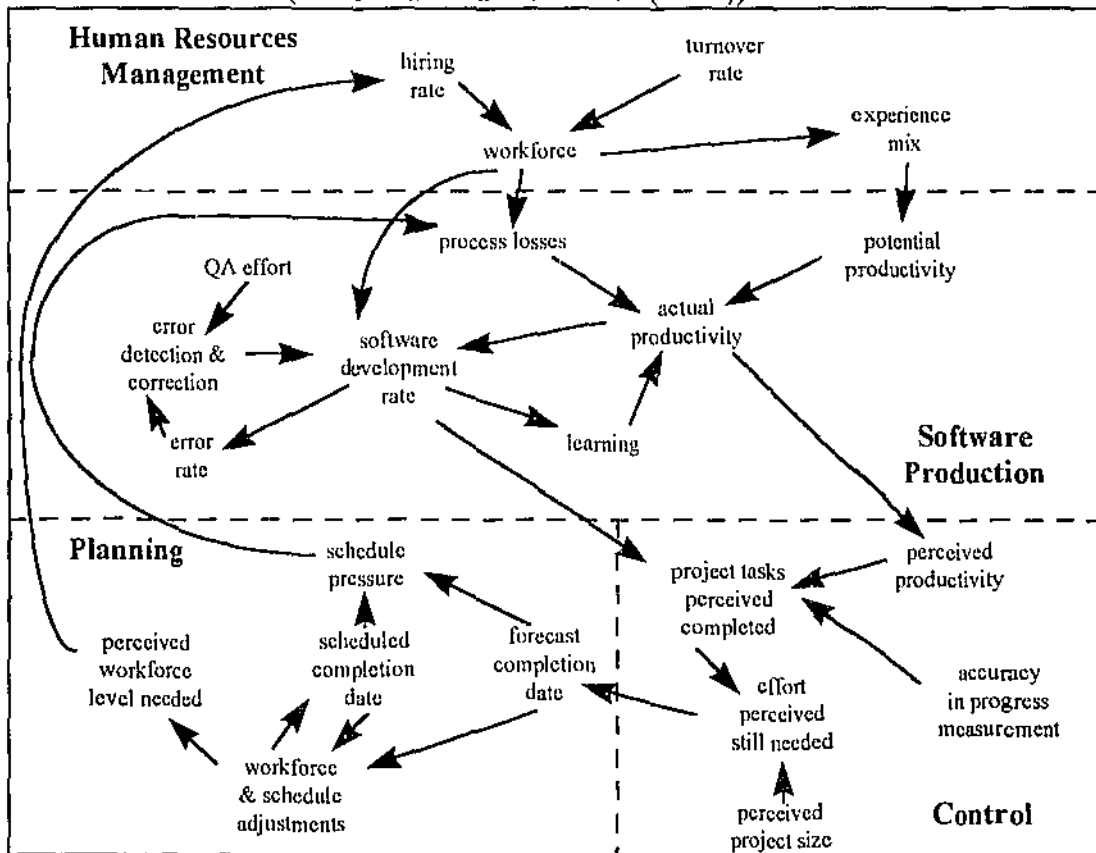 Human Resources
Management
hiring
rate
turnover
rate
experience
mix
workforce
process losses
potential
productivity
QA effort
error
detection &
correction
software
development
rate
actual
productivity
error
rate
learning
Software
Production
Planning
schedule
pressure
project tasks
perceived
completed
perceived
productivity
perceived
workforce
level needed
scheduled
completion
date
forecast
completion
date
effort
perceived
still needed
accuracy
in progress
measurement
workforce
& schedule
adjustments
perceived
project size
Control